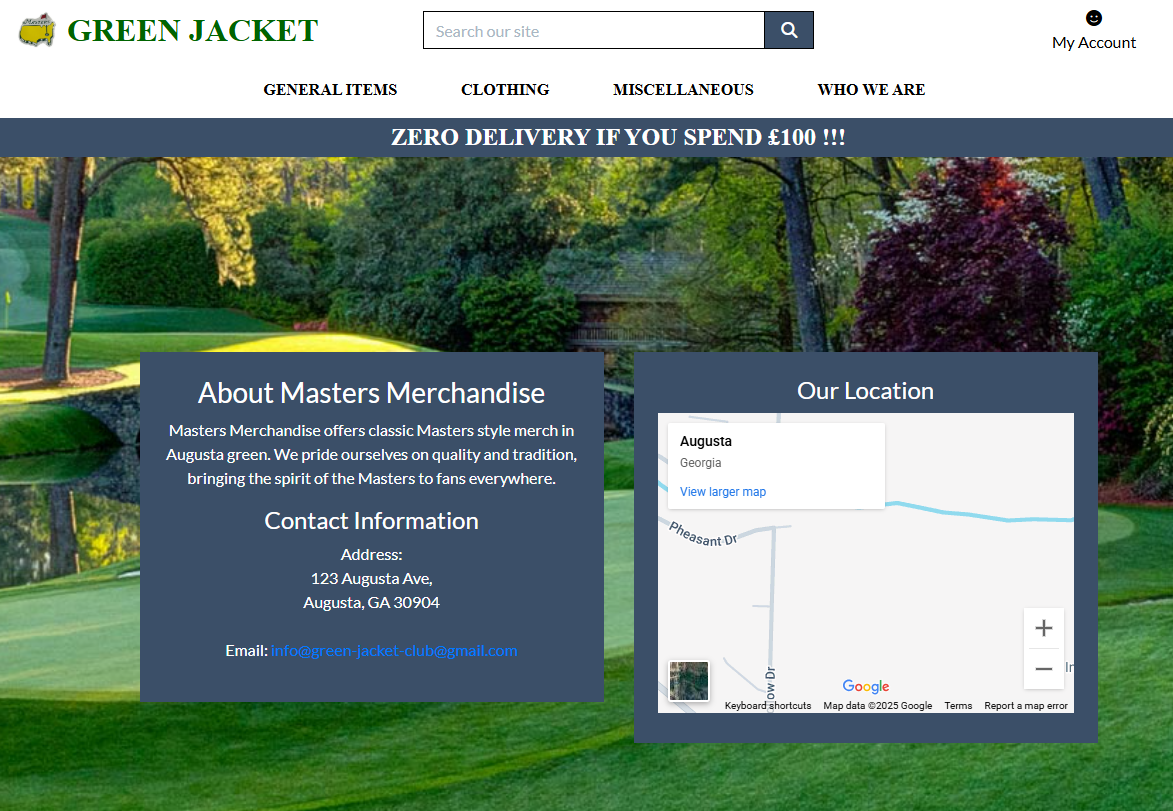 Masters
GREEN JACKET
Search our site
My Account
GENERAL ITEMS
CLOTHING
MISCELLANEOUS
WHO WE ARE
ZERO DELIVERY IF YOU SPEND £100 !!!
About Masters Merchandise
Masters Merchandise offers classic Masters style merch in
Augusta green. We pride ourselves on quality and tradition,
bringing the spirit of the Masters to fans everywhere.
Contact Information
Address:
123 Augusta Ave,
Augusta, GA 30904
Email: info@green-jacket-club@gmail.com
Our Location
Augusta
Georgia
View larger map
Pheasant Dr
ow Dr
Google
Keyboard shortcuts
Map data ©2025 Google
Terms
Report a map error